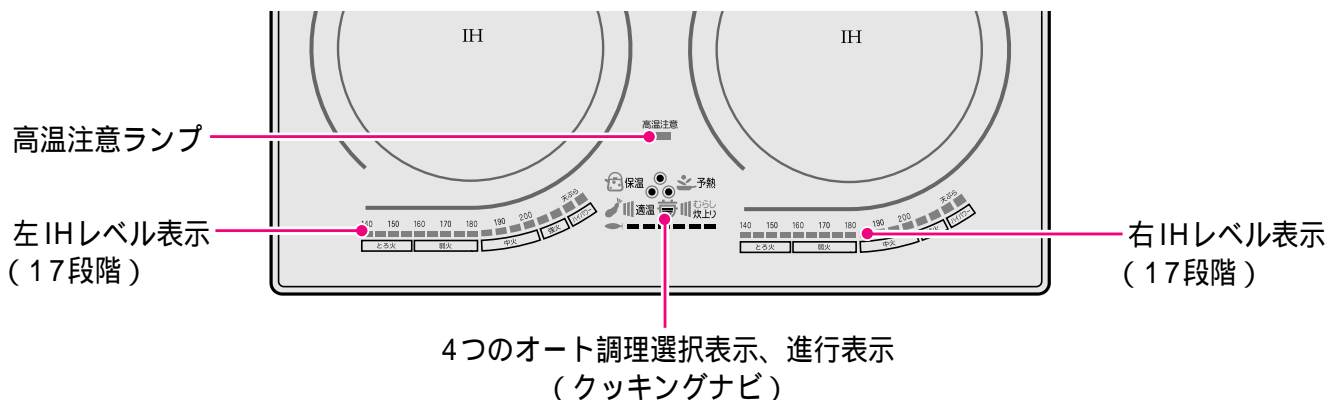 IH
IH
高温注意
高温注意ランプ
保温
予熱
適温
むらし
炊上り
左IHレベル表示
(17段階)
140 150 160 170 180 190 200 天ぷら
とろ火 弱火 中火 強火 ハイパワー
140 150 160 170 180 190 200 天ぷら
とろ火 弱火 中火 ハイパワー
右IHレベル表示
(17段階)
4つのオート調理選択表示、進行表示
(クッキングナビ)